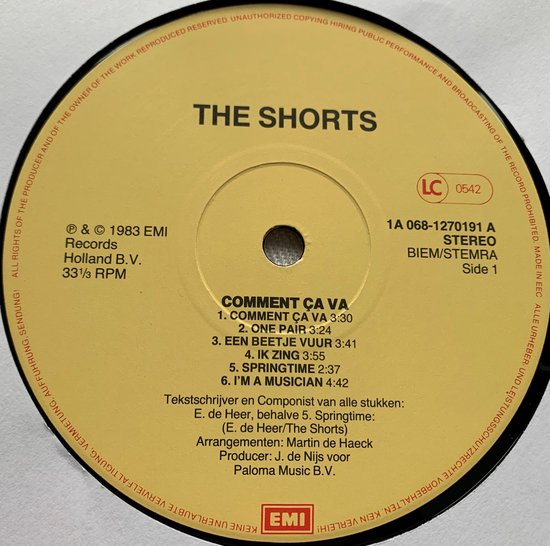 ALL RIGHTS OF THE PRODUCER AND OF THE OWNER OF THE WORK REPRODUCED RESERVED. UNAUTHORIZED COPYING HIRING PUBLIC PERFORMANCE AND BROADCASTING OF THE RECORD PROHIBITED. MADE IN EEC
ALLE URHEBER- UND LEISTUNGSSCHUTZRECHTE VORBEHALTEN. KEIN VERLEIH! KEINE UNERLAUBTE VERVIELFÄLTIGUNG, VERMIETUNG, AUFFÜHRUNG, SENDUNG!
THE SHORTS
LC 0542
℗ & © 1983 EMI
Records
Holland B.V.
33⅓ RPM
1A 068-1270191 A
STEREO
BIEM/STEMRA
Side 1
COMMENT ÇA VA
1. COMMENT ÇA VA 3:30
2. ONE PAIR 3:24
3. EEN BEETJE VUUR 3:41
4. IK ZING 3:55
5. SPRINGTIME 2:37
6. I'M A MUSICIAN 4:42
Tekstschrijver en Componist van alle stukken:
E. de Heer, behalve 5. Springtime:
(E. de Heer/The Shorts)
Arrangementen: Martin de Haeck
Producer: J. de Nijs voor
Paloma Music B.V.
EMI